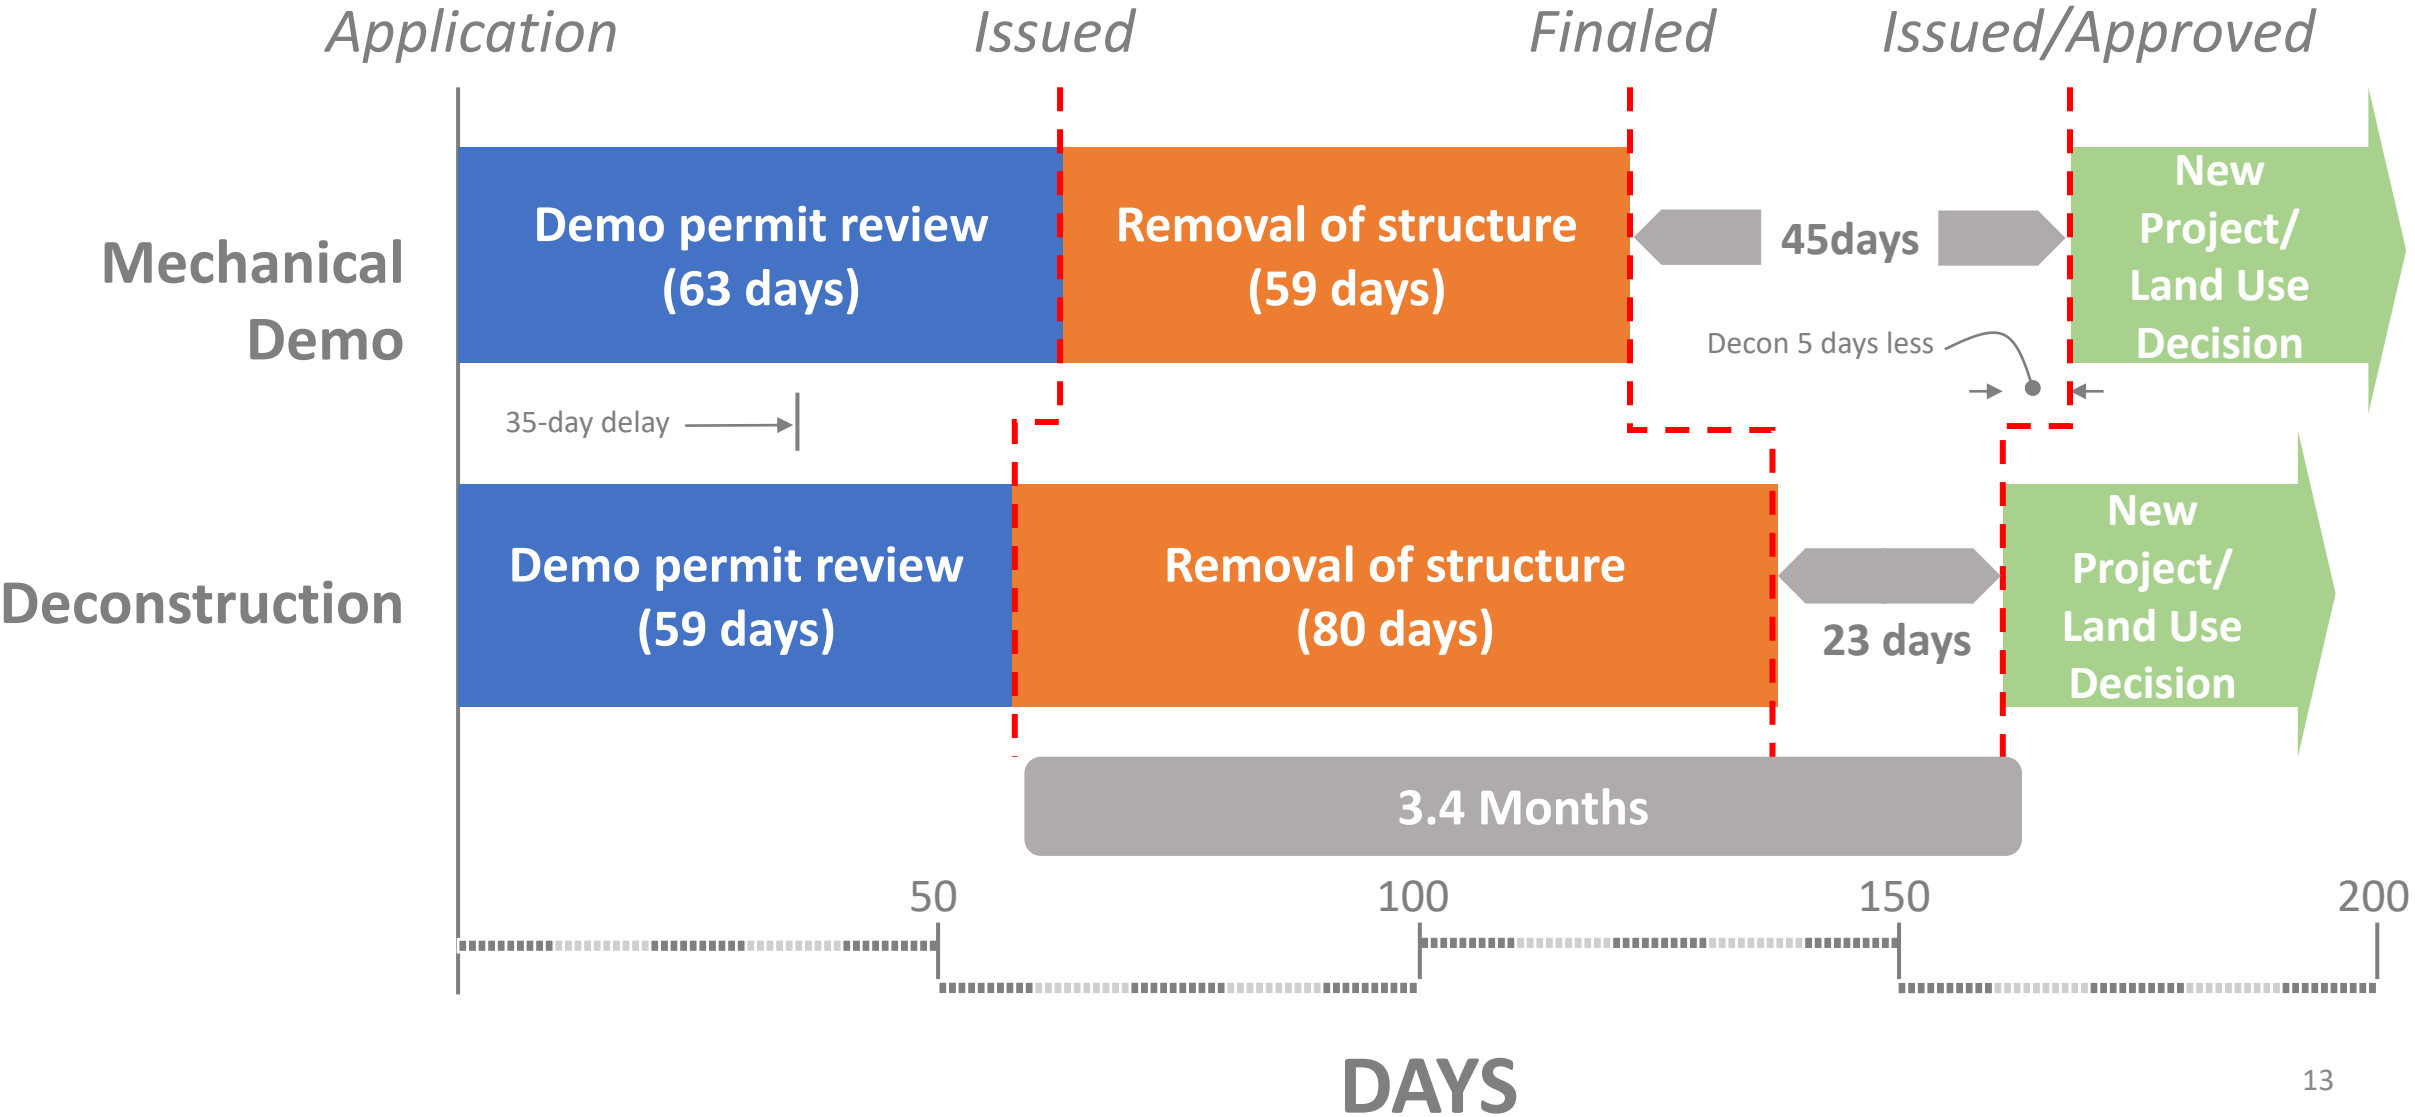 Application
Issued
Finaled
Issued/Approved
Mechanical
Demo
Demo permit review
(63 days)
Removal of structure
(59 days)
45days
New
Project/
Land Use
Decision
Decon 5 days less
35-day delay
Deconstruction
Demo permit review
(59 days)
Removal of structure
(80 days)
23 days
New
Project/
Land Use
Decision
3.4 Months
50
100
150
200
DAYS
13